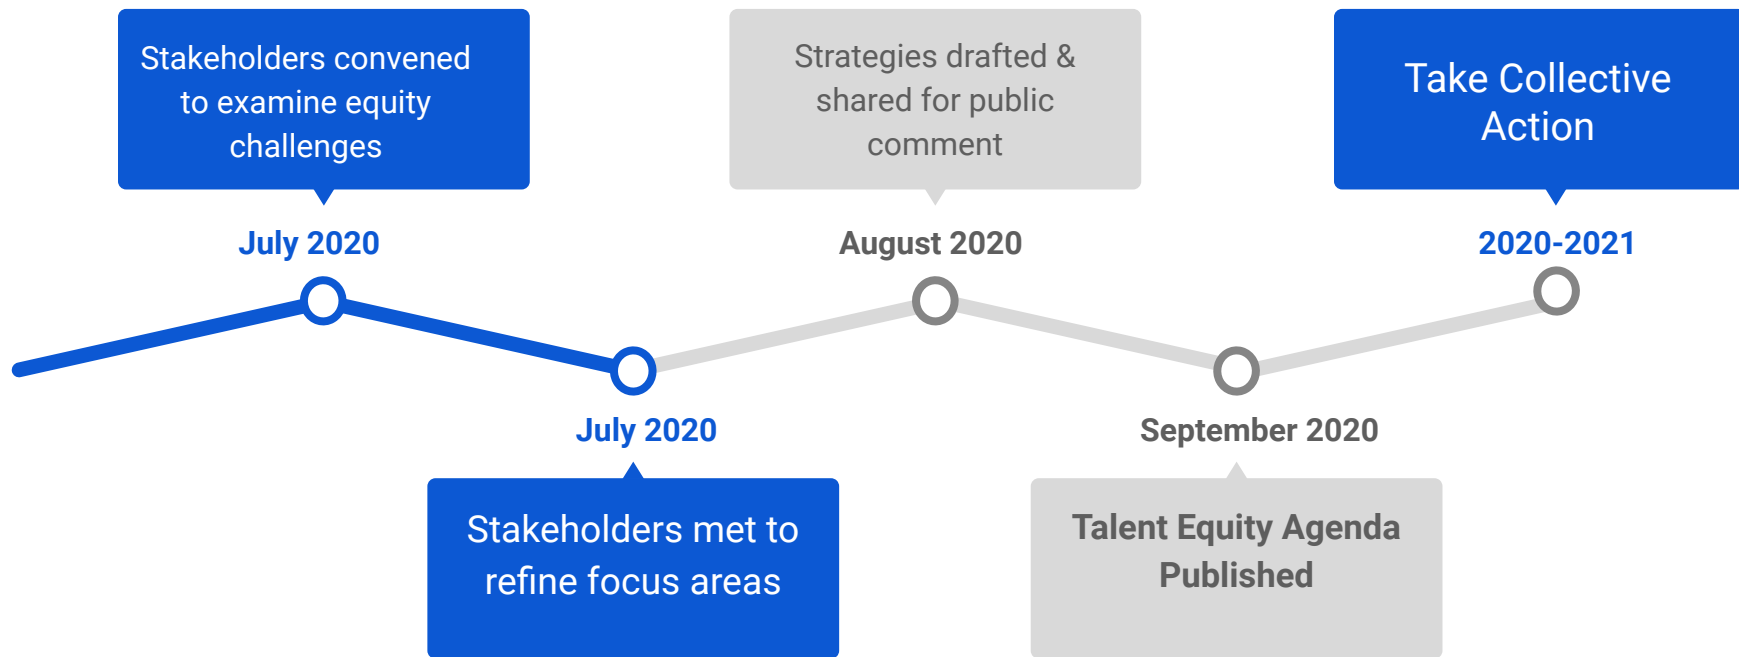 Stakeholders convened
to examine equity
challenges
July 2020
Stakeholders met to
refine focus areas
July 2020
Strategies drafted &
shared for public
comment
August 2020
Talent Equity Agenda
Published
September 2020
Take Collective
Action
2020-2021